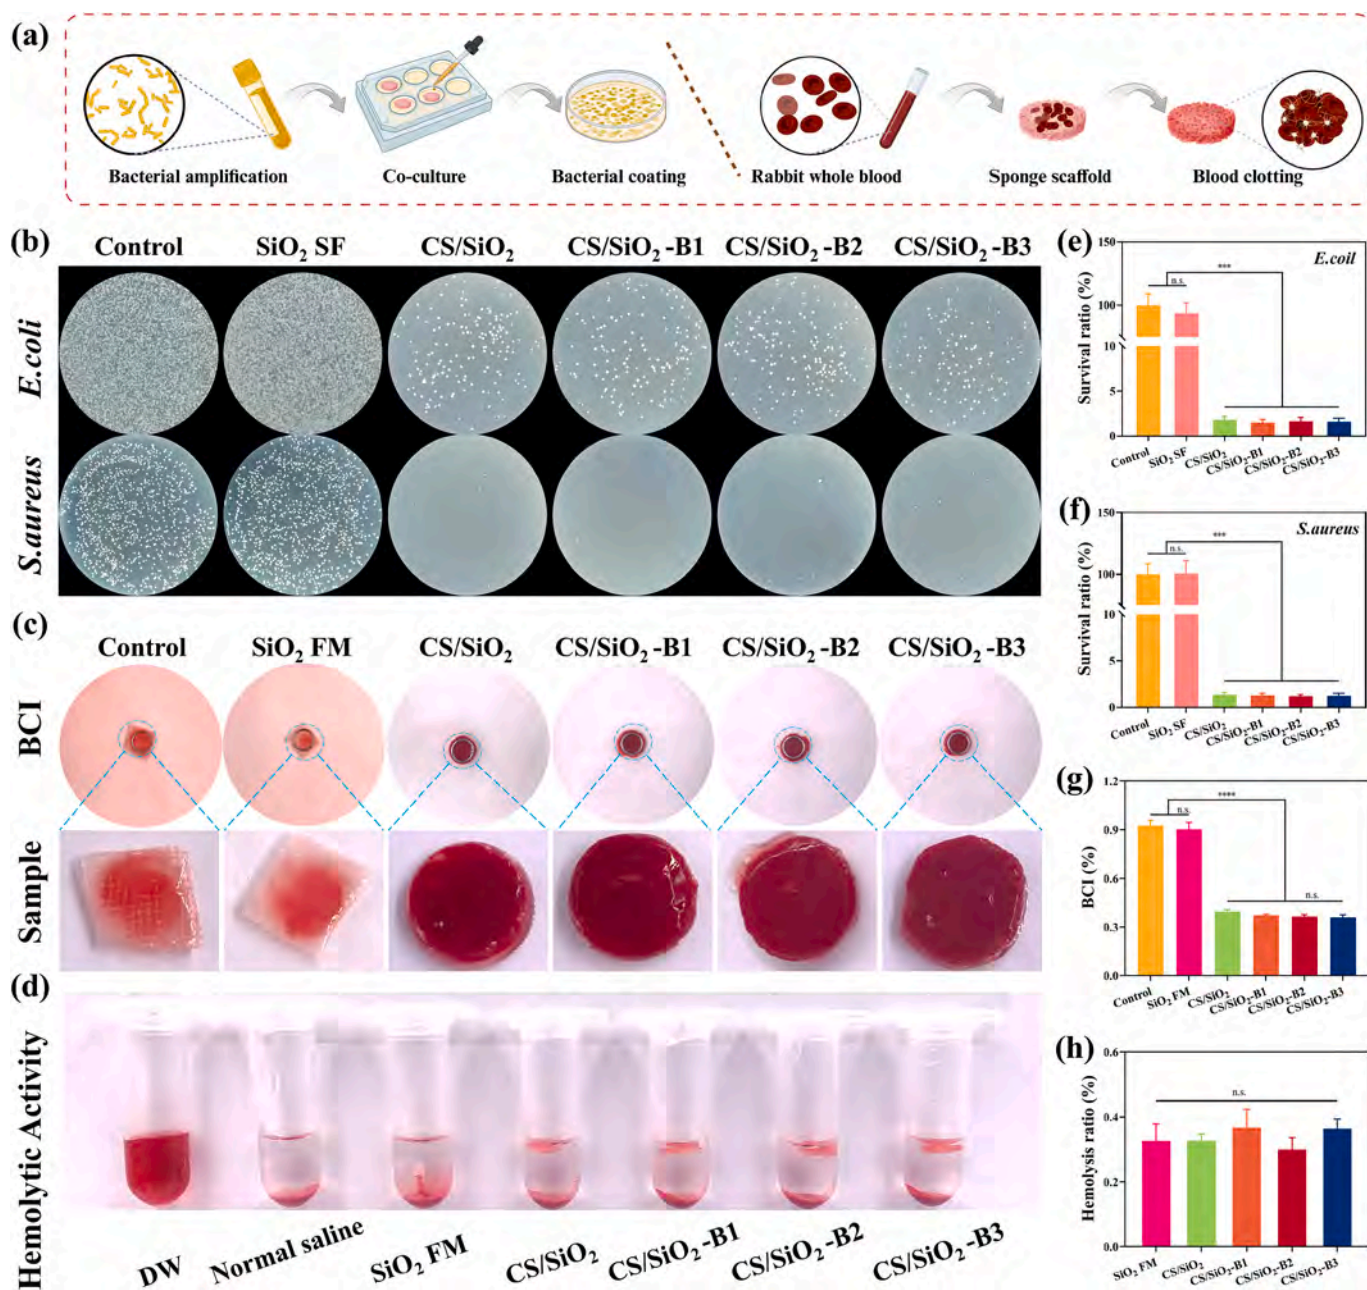 (a)
Bacterial amplification
Co-culture
Bacterial coating
Rabbit whole blood
Sponge scaffold
Blood clotting
(b)
Control
SiO₂ SF
CS/SiO₂
CS/SiO₂-B1
CS/SiO₂-B2
CS/SiO₂-B3
E.coli
S.aureus
(c)
Control
SiO₂ FM
CS/SiO₂
CS/SiO₂-B1
CS/SiO₂-B2
CS/SiO₂-B3
BCI
Sample
(d)
Hemolytic Activity
DW
Normal saline
SiO₂ FM
CS/SiO₂
CS/SiO₂-B1
CS/SiO₂-B2
CS/SiO₂-B3
(e)
E.coil
Survival ratio (%)
150
100
10
5
0
***
n.s.
Control
SiO₂ SF
CS/SiO₂
CS/SiO₂-B1
CS/SiO₂-B2
CS/SiO₂-B3
(f)
S.aureus
Survival ratio (%)
150
100
10
5
0
***
n.s.
Control
SiO₂ SF
CS/SiO₂
CS/SiO₂-B1
CS/SiO₂-B2
CS/SiO₂-B3
(g)
BCI (%)
1.2
0.9
0.6
0.3
0.0
****
n.s.
n.s.
Control
SiO₂ FM
CS/SiO₂
CS/SiO₂-B1
CS/SiO₂-B2
CS/SiO₂-B3
(h)
Hemolysis ratio (%)
0.6
0.4
0.2
0.0
n.s.
SiO₂ FM
CS/SiO₂
CS/SiO₂-B1
CS/SiO₂-B2
CS/SiO₂-B3